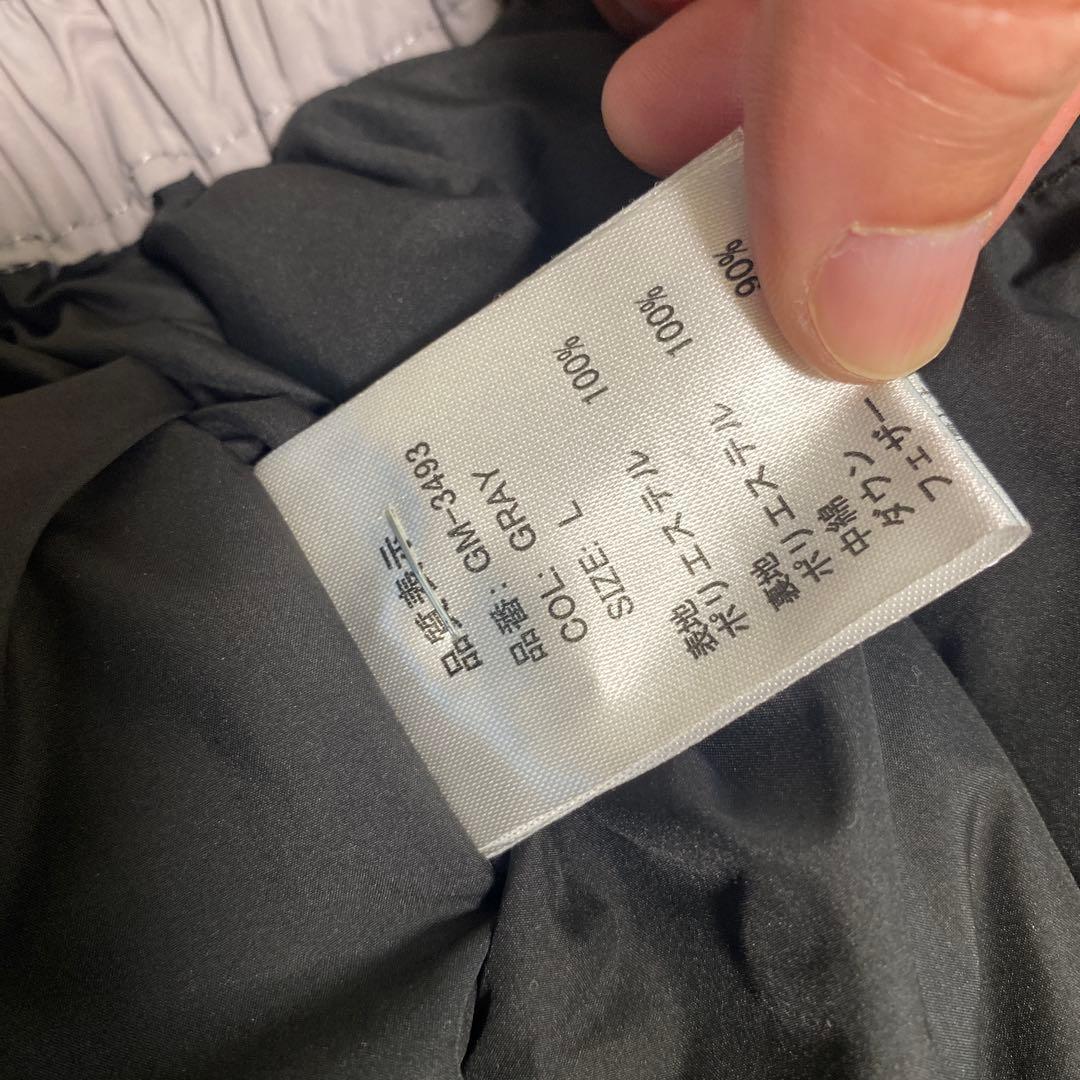 品質表示
品番: GM-3493
COL: GRAY
SIZE: L
表地
ポリエステル 100%
裏地
ポリエステル 100%
中綿
ダウン 90%
フェザー